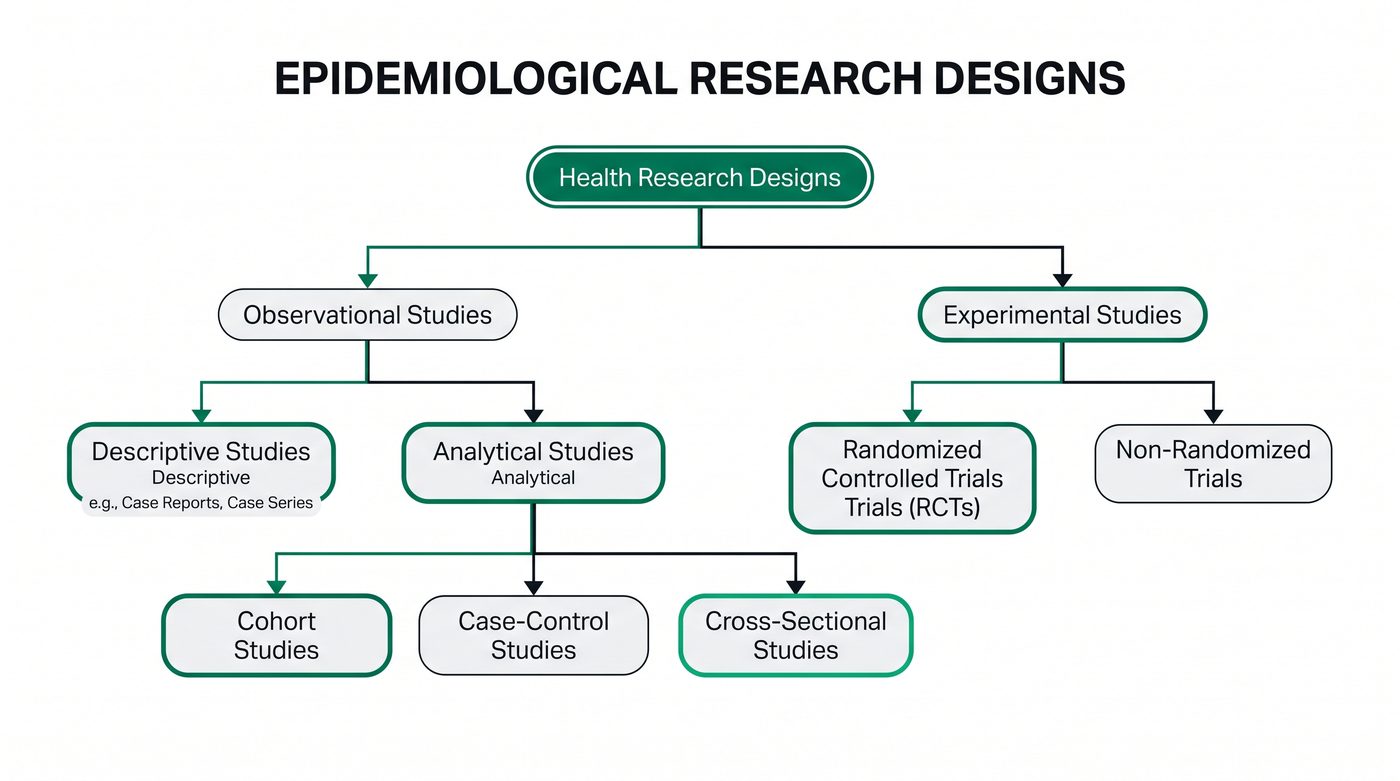 EPIDEMIOLOGICAL RESEARCH DESIGNS
Health Research Designs
Observational Studies
Experimental Studies
Descriptive Studies
Descriptive
e.g., Case Reports, Case Series
Analytical Studies
Analytical
Randomized
Controlled Trials
Trials (RCTs)
Non-Randomized
Trials
Cohort
Studies
Case-Control
Studies
Cross-Sectional
Studies